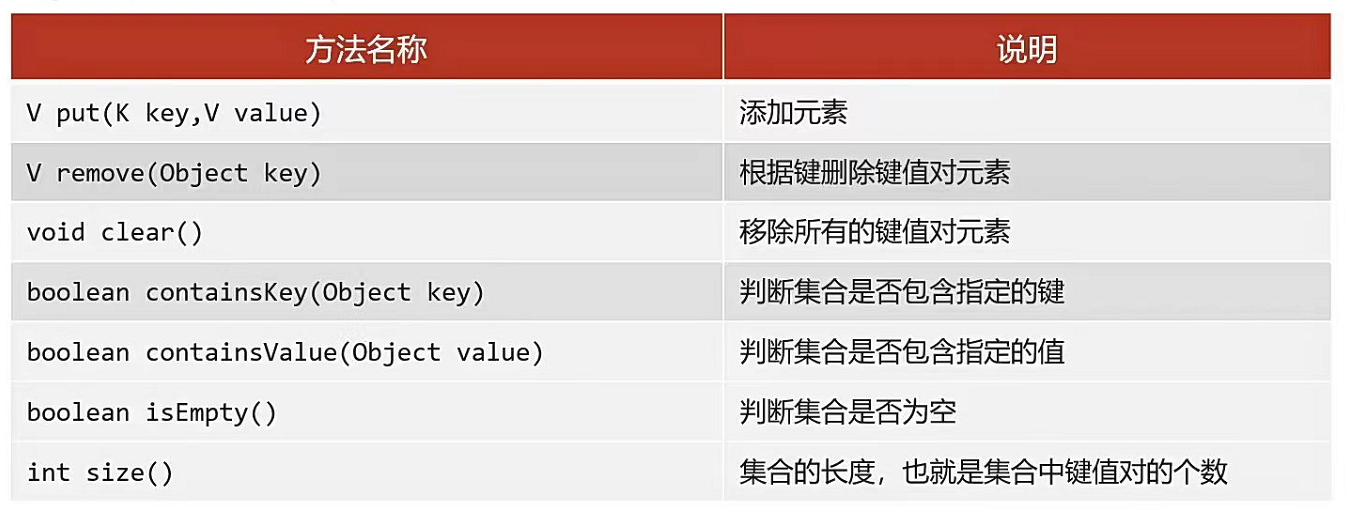 方法名称 说明
V put(K key,V value) 添加元素
V remove(Object key) 根据键删除键值对元素
void clear() 移除所有的键值对元素
boolean containsKey(Object key) 判断集合是否包含指定的键
boolean containsValue(Object value) 判断集合是否包含指定的值
boolean isEmpty() 判断集合是否为空
int size() 集合的长度，也就是集合中键值对的个数